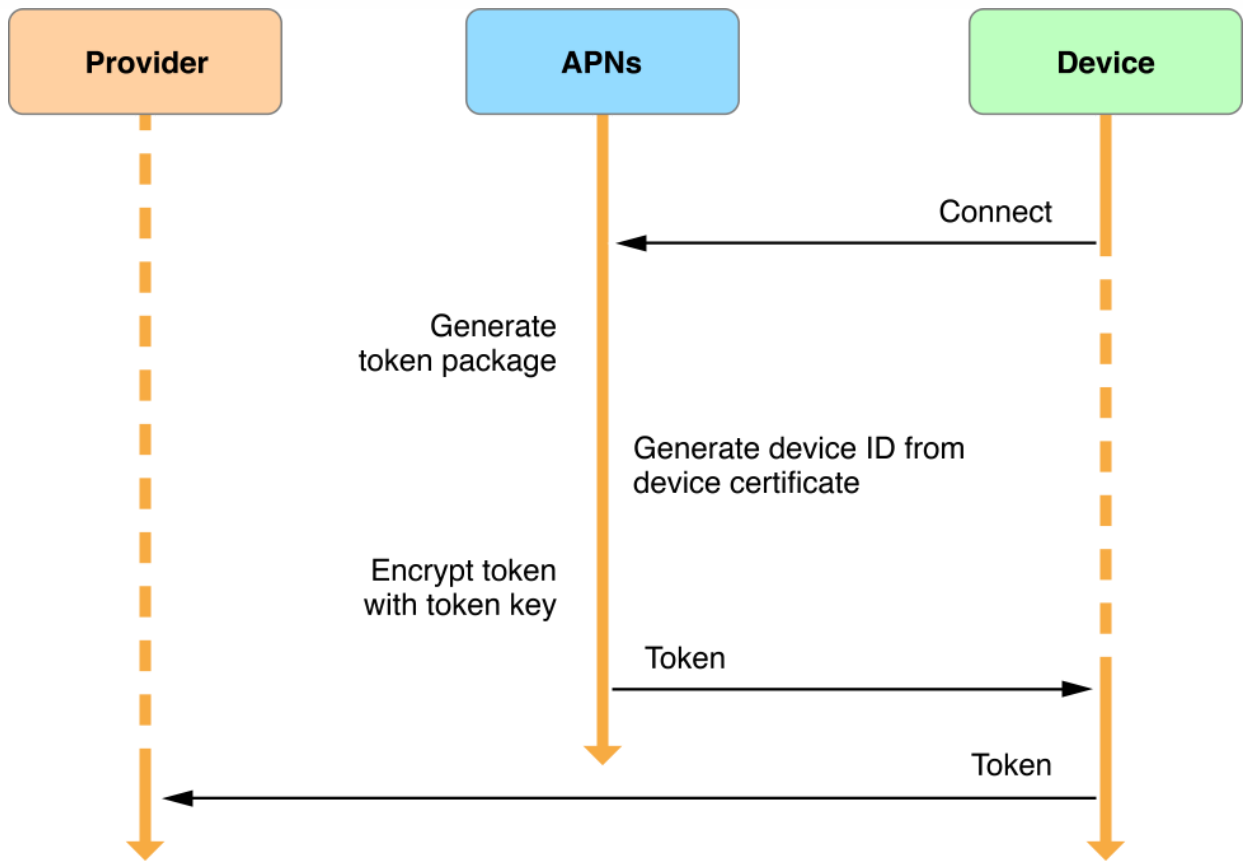 Provider
APNs
Device
Connect
Generate
token package
Generate device ID from
device certificate
Encrypt token
with token key
Token
Token